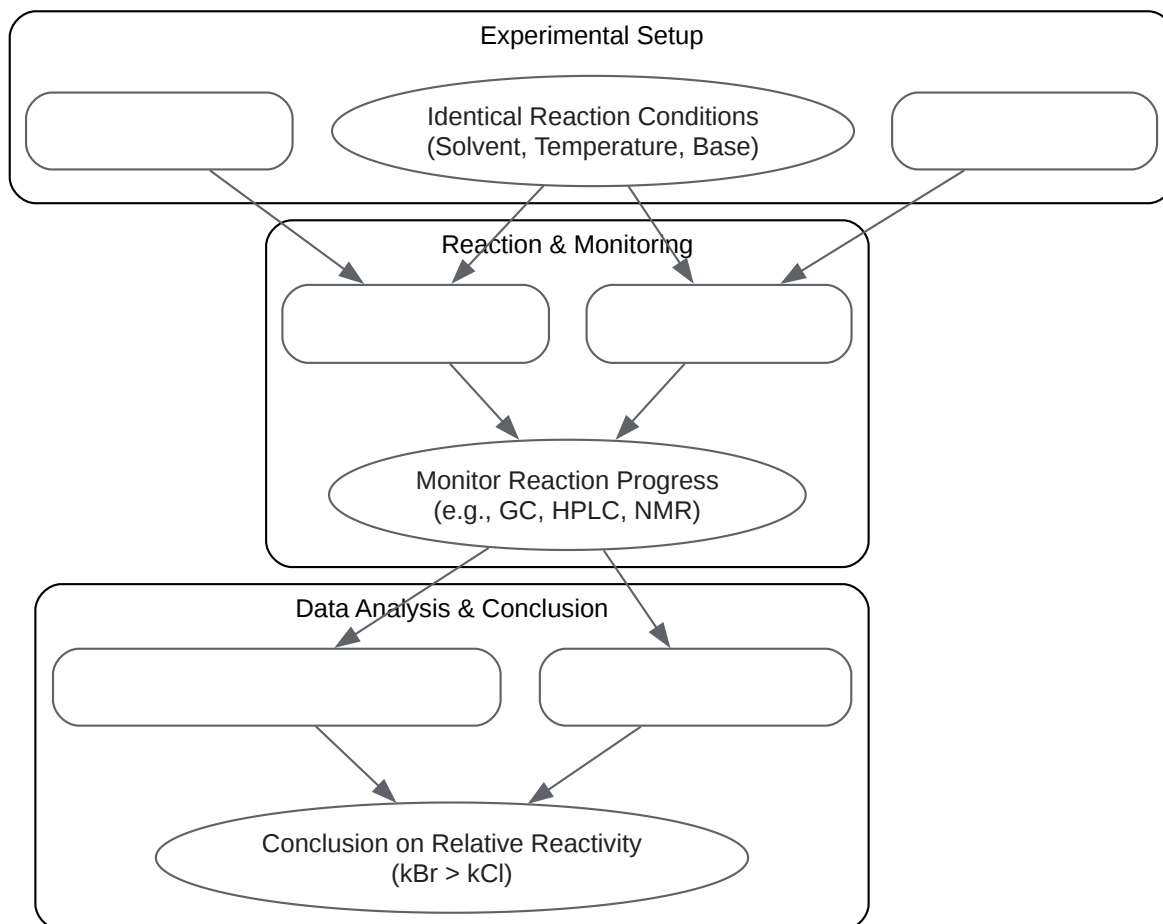 Experimental Setup
Identical Reaction Conditions
(Solvent, Temperature, Base)
Reaction & Monitoring
Monitor Reaction Progress
(e.g., GC, HPLC, NMR)
Data Analysis & Conclusion
Conclusion on Relative Reactivity
(kBr > kCl)